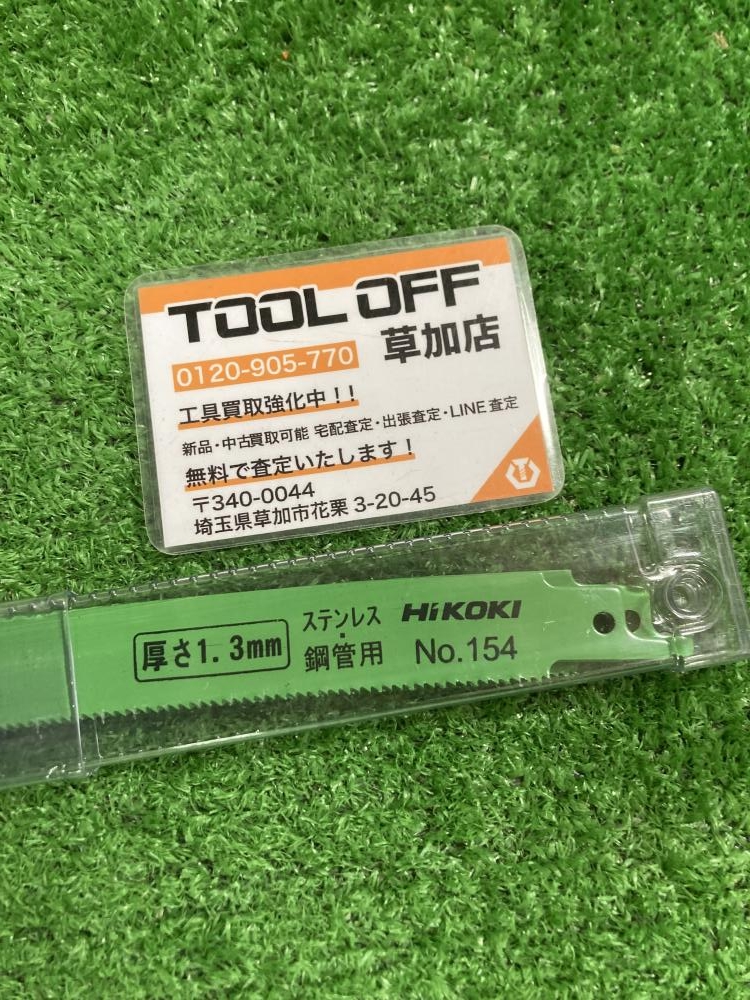 TOOL OFF
草加店
0120-905-770
工具買取強化中！！
新品・中古買取可能 宅配査定・出張査定・LINE査定
無料で査定いたします！
〒340-0044
埼玉県草加市花栗 3-20-45
厚さ1.3mm
ステンレス
・
鋼管用
HiKOKI
No.154